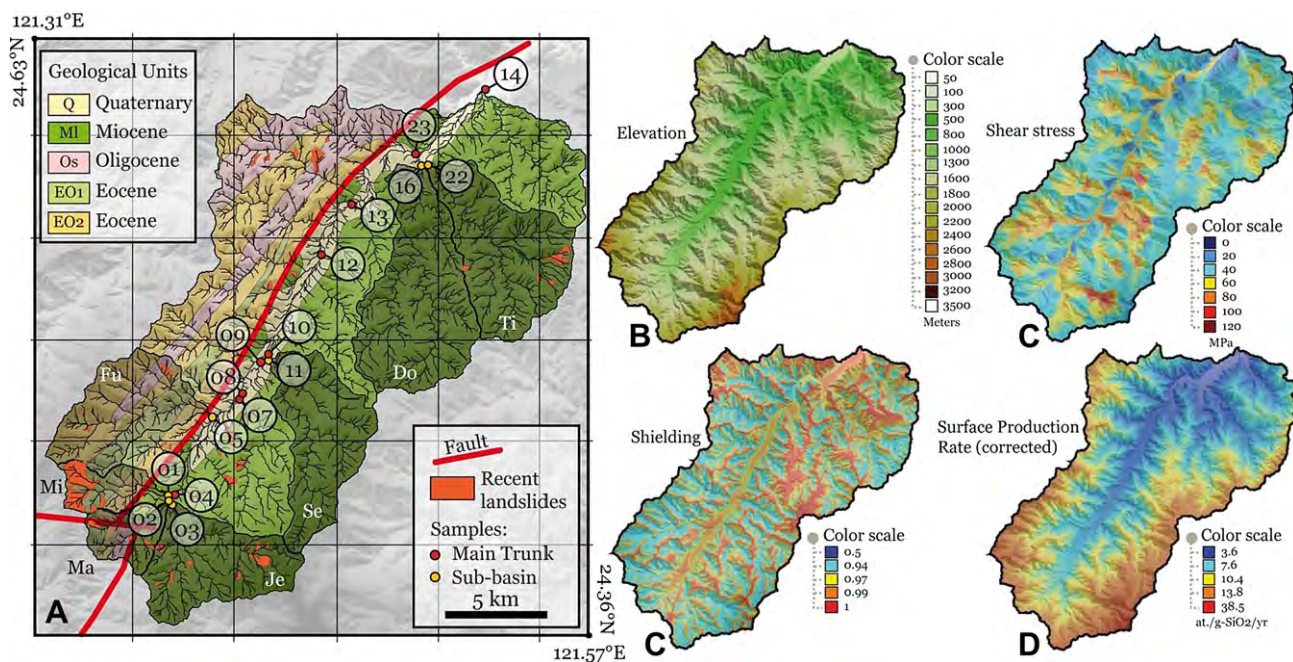 121.31°E
24.63°N
Geological Units
Q Quaternary
Ml Miocene
Os Oligocene
EO1 Eocene
EO2 Eocene
14
23
16
22
13
12
09
10
11
08
07
05
01
04
02
03
Fu
Do
Ti
Mi
Ma
Se
Je
Fault
Recent
landslides
Samples:
Main Trunk
Sub-basin
5 km
A
24.36°N
121.57°E
Elevation
B
Color scale
50
100
300
500
800
1000
1300
1600
1800
2000
2200
2400
2600
2800
3000
3200
3500
Meters
Shear stress
C
Color scale
0
20
40
60
80
100
120
MPa
Shielding
C
Color scale
0.5
0.94
0.97
0.99
1
Surface Production
Rate (corrected)
D
Color scale
3.6
7.6
10.4
13.8
38.5
at./g-SiO2/yr